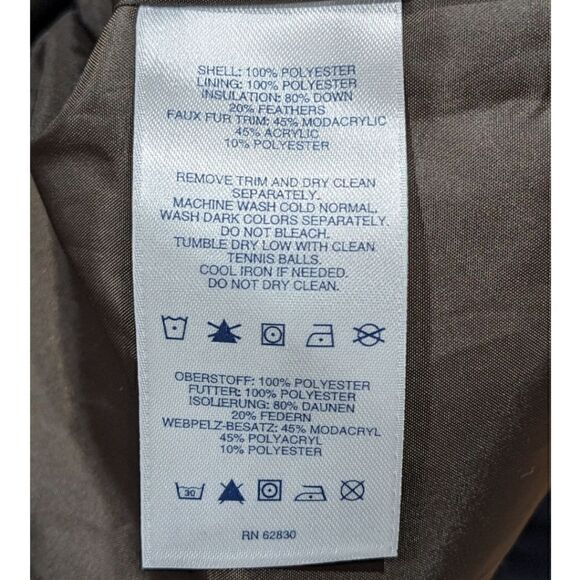 SHELL: 100% POLYESTER
LINING: 100% POLYESTER
INSULATION: 80% DOWN
20% FEATHERS
FAUX FUR TRIM: 45% MODACRYLIC
45% ACRYLIC
10% POLYESTER
REMOVE TRIM AND DRY CLEAN
SEPARATELY.
MACHINE WASH COLD NORMAL.
WASH DARK COLORS SEPARATELY.
DO NOT BLEACH.
TUMBLE DRY LOW WITH CLEAN
TENNIS BALLS.
COOL IRON IF NEEDED.
DO NOT DRY CLEAN.
OBERSTOFF: 100% POLYESTER
FUTTER: 100% POLYESTER
ISOLIERUNG: 80% DAUNEN
20% FEDERN
WEBPELZ-BESATZ: 45% MODACRYL
45% POLYACRYL
10% POLYESTER
30
RN 62830